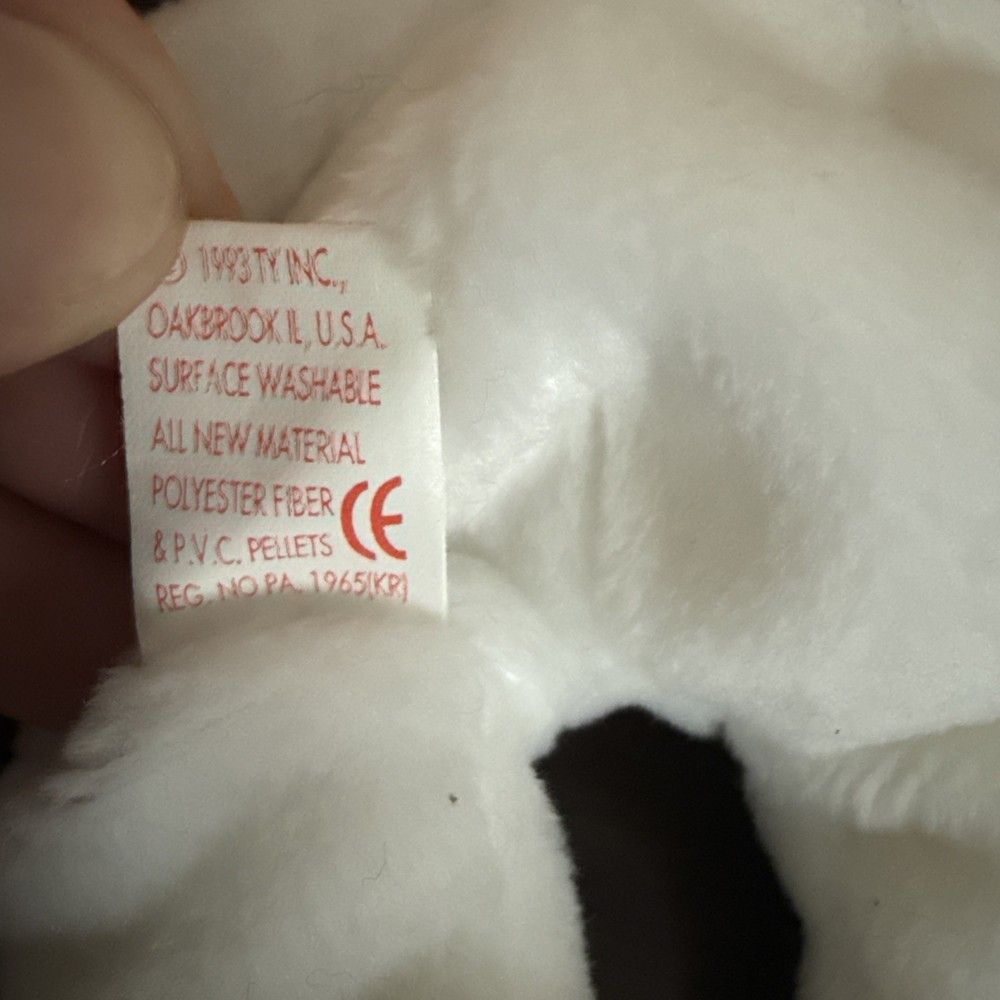 © 1993 TY INC.,
OAKBROOK IL, U.S.A.
SURFACE WASHABLE
ALL NEW MATERIAL
POLYESTER FIBER
& P.V.C. PELLETS CE
REG. NO PA. 1965(KR)